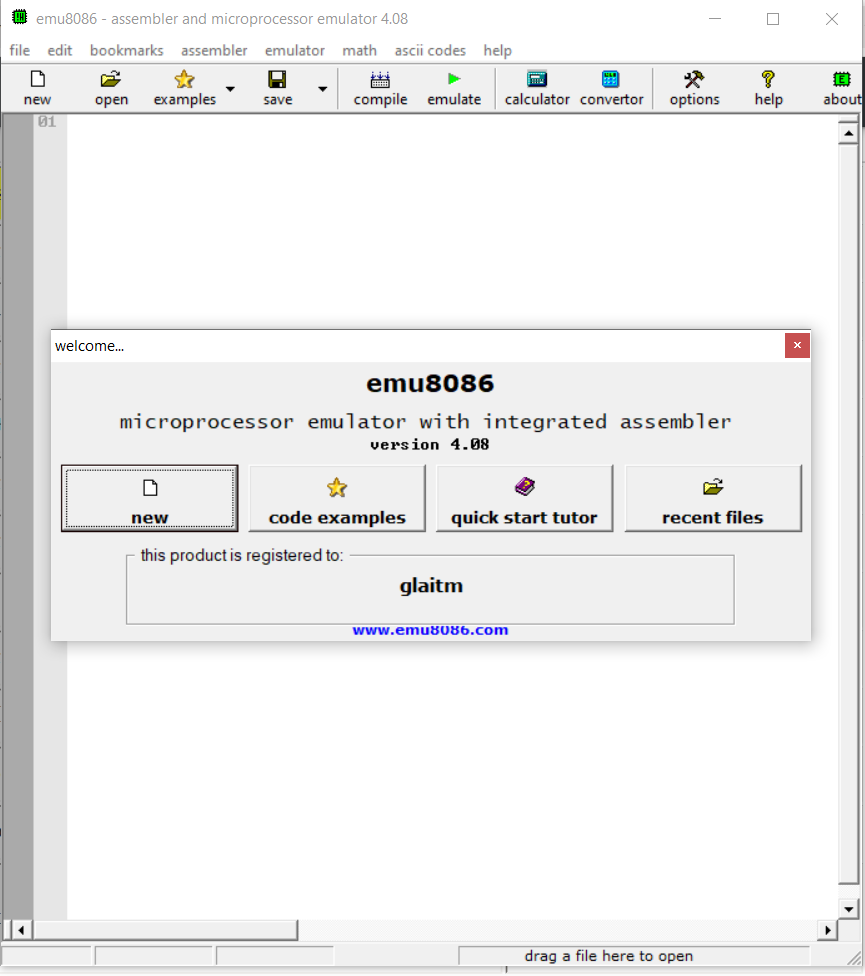 emu8086 - assembler and microprocessor emulator 4.08
file edit bookmarks assembler emulator math ascii codes help
new open examples save compile emulate calculator convertor options help about
01
welcome...
emu8086
microprocessor emulator with integrated assembler
version 4.08
new code examples quick start tutor recent files
this product is registered to:
glaitm
www.emu8086.com
drag a file here to open